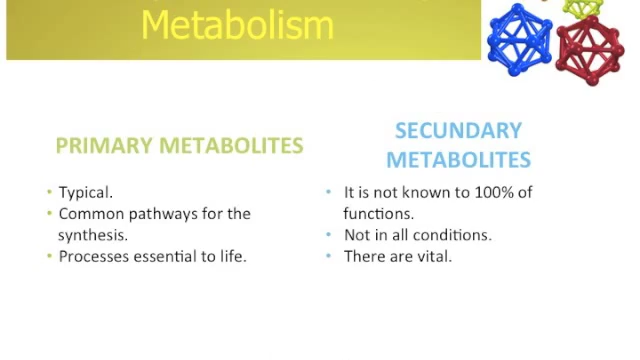 Metabolism
PRIMARY METABOLITES
• Typical.
• Common pathways for the
synthesis.
• Processes essential to life.
SECUNDARY
METABOLITES
• It is not known to 100% of
functions.
• Not in all conditions.
• There are vital.